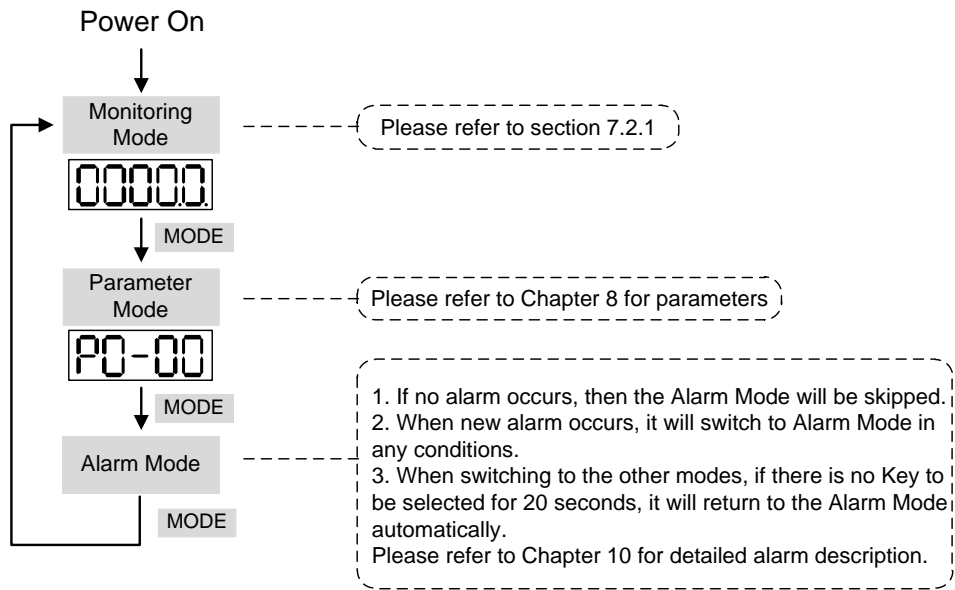 Power On
Monitoring
Mode
Please refer to section 7.2.1
0000.0.
MODE
Parameter
Mode
Please refer to Chapter 8 for parameters
P0-00
MODE
Alarm Mode
1. If no alarm occurs, then the Alarm Mode will be skipped.
2. When new alarm occurs, it will switch to Alarm Mode in
any conditions.
3. When switching to the other modes, if there is no Key to
be selected for 20 seconds, it will return to the Alarm Mode
automatically.
Please refer to Chapter 10 for detailed alarm description.
MODE